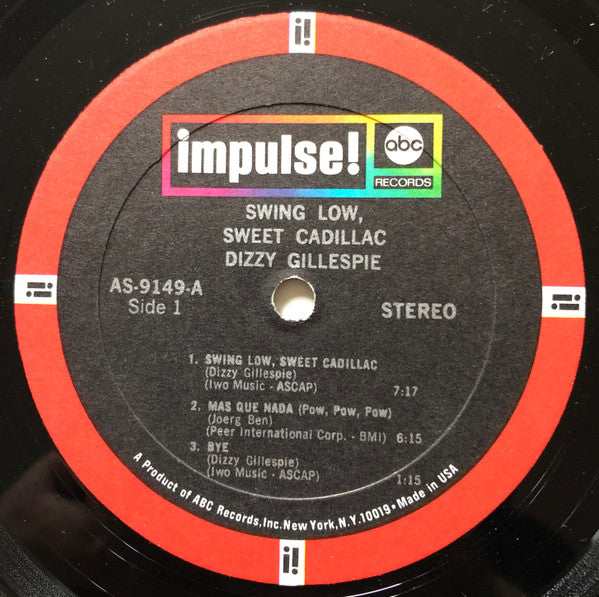 impulse!
abc
RECORDS
SWING LOW,
SWEET CADILLAC
DIZZY GILLESPIE
AS-9149-A
Side 1
STEREO
1. SWING LOW, SWEET CADILLAC
(Dizzy Gillespie)
(Iwo Music - ASCAP) 7:17
2. MAS QUE NADA (Pow, Pow, Pow)
(Joerg Ben)
(Peer International Corp. - BMI) 6:15
3. BYE
(Dizzy Gillespie)
(Iwo Music - ASCAP) 1:15
A Product of ABC Records, Inc. New York, N.Y. 10019 • Made in USA